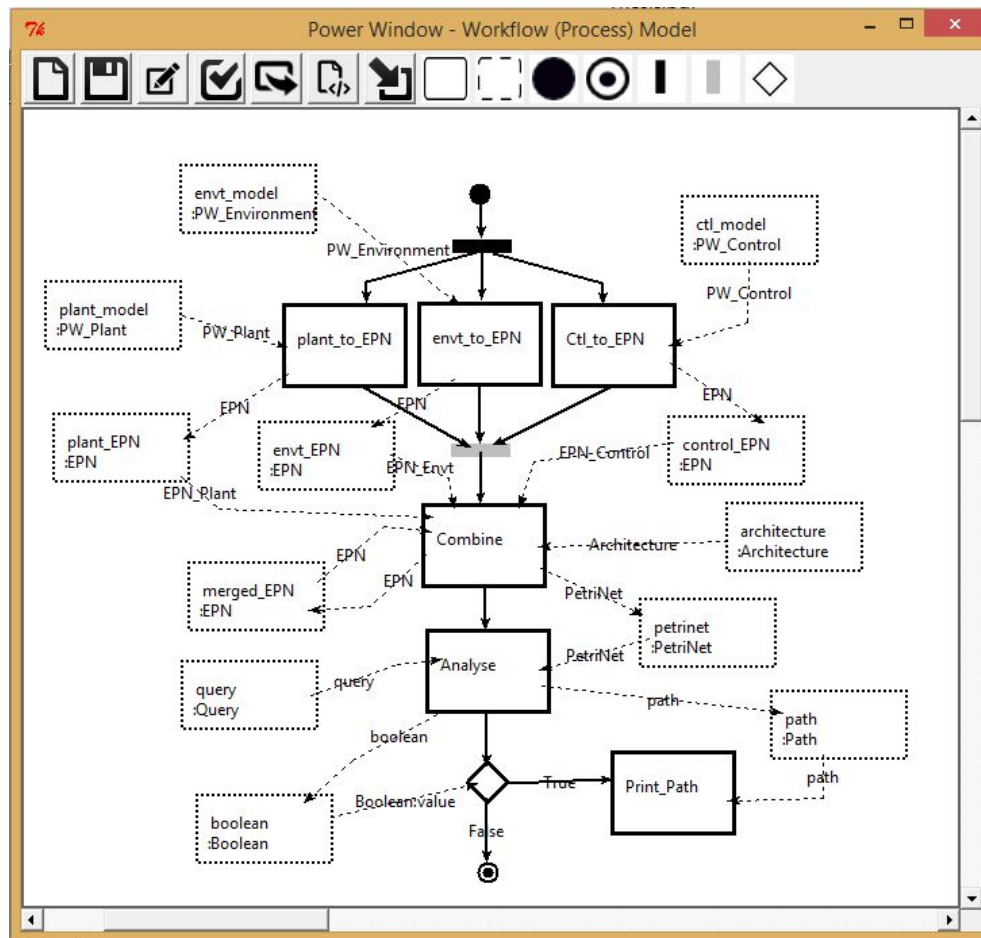 Power Window - Workflow (Process) Model
envt_model
:PW_Environment
ctl_model
:PW_Control
PW_Environment
PW_Control
plant_model
:PW_Plant
PW_Plant
plant_to_EPN
envt_to_EPN
Ctl_to_EPN
EPN
EPN
EPN
plant_EPN
:EPN
envt_EPN
:EPN
control_EPN
:EPN
EPN_Envt
EPN_Control
EPN_Plant
Combine
architecture
:Architecture
Architecture
EPN
EPN
merged_EPN
:EPN
PetriNet
petrinet
:PetriNet
PetriNet
Analyse
query
query
:Query
path
path
:Path
boolean
path
True
Print_Path
Boolean:value
boolean
:Boolean
False